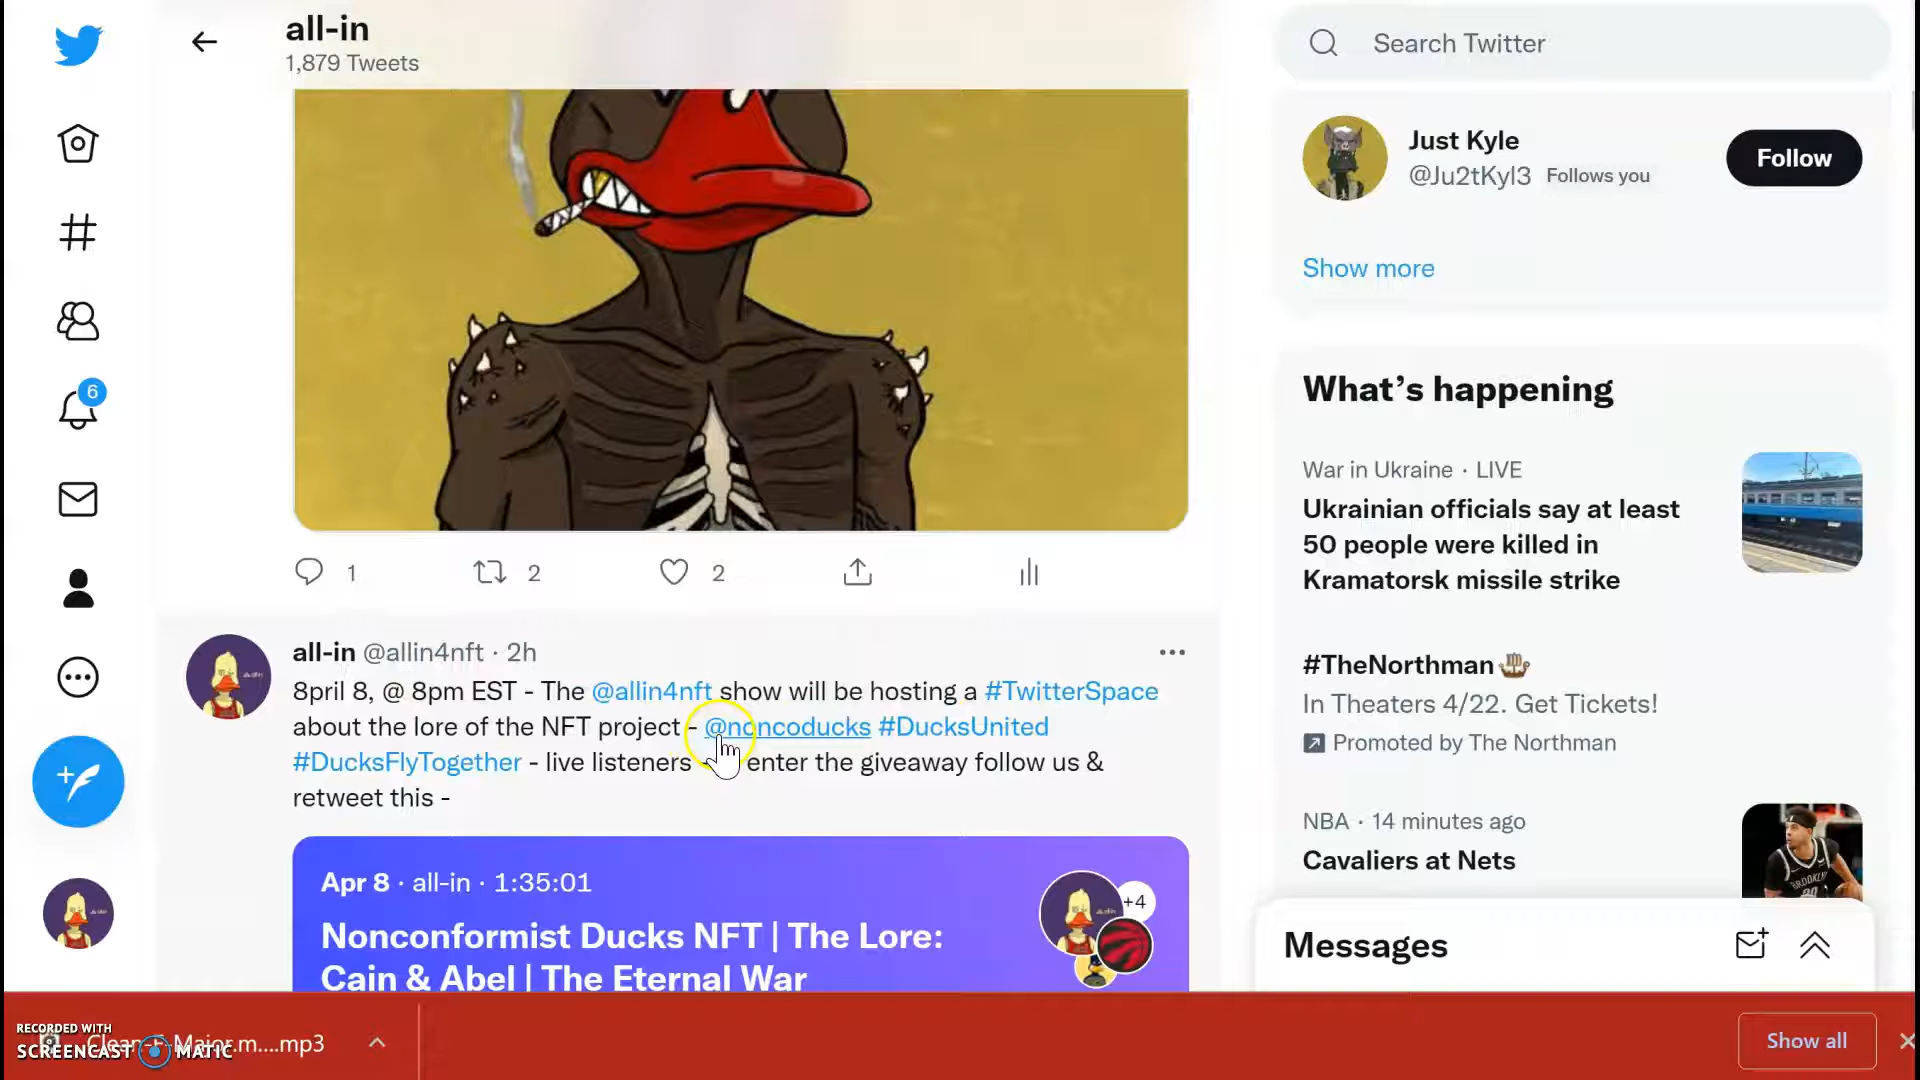 all-in
1,879 Tweets
Search Twitter
Just Kyle
@Ju2tKyl3 Follows you
Follow
Show more
1
2
2
6
What's happening
War in Ukraine · LIVE
Ukrainian officials say at least
50 people were killed in
Kramatorsk missile strike
#TheNorthman
In Theaters 4/22. Get Tickets!
Promoted by The Northman
NBA · 14 minutes ago
Cavaliers at Nets
all-in @allin4nft · 2h
8pril 8, @ 8pm EST - The @allin4nft show will be hosting a #TwitterSpace
about the lore of the NFT project - @noncoducks #DucksUnited
#DucksFlyTogether - live listeners enter the giveaway follow us &
retweet this -
Apr 8 · all-in · 1:35:01
+4
Nonconformist Ducks NFT | The Lore:
Cain & Abel | The Eternal War
Messages
RECORDED WITH
SCREENCAST MATIC
Clean-E-Major.m....mp3
Show all